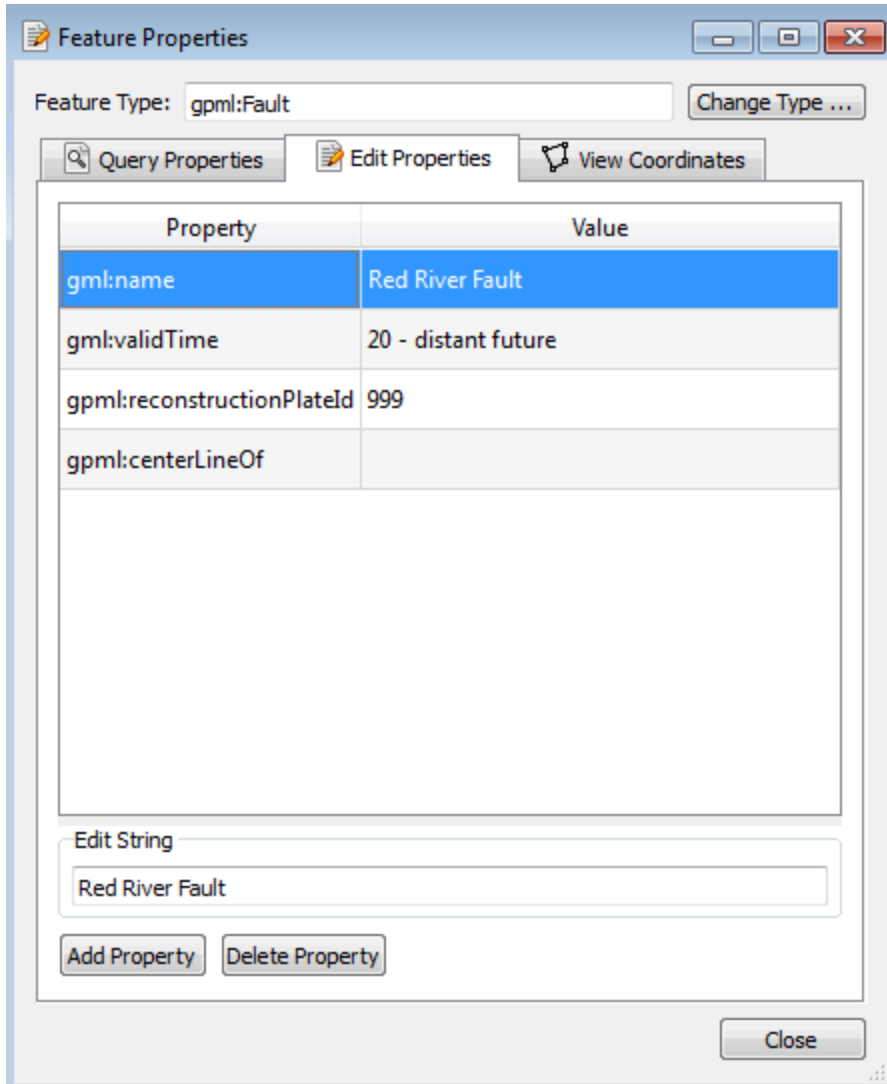 Feature Properties
Feature Type: gpml:Fault Change Type ...
Query Properties Edit Properties View Coordinates
Property Value
gml:name Red River Fault
gml:validTime 20 - distant future
gpml:reconstructionPlateId 999
gpml:centerLineOf
Edit String
Red River Fault
Add Property Delete Property
Close